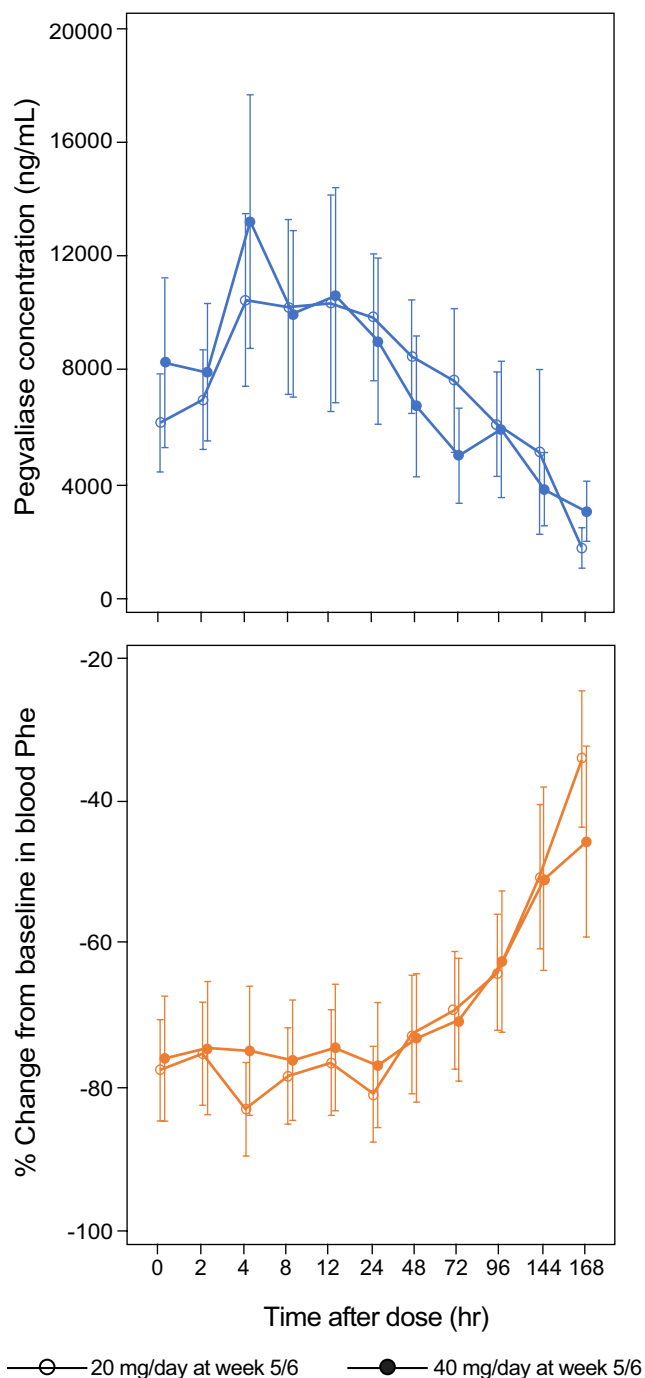 Pegvaliase concentration (ng/mL)
20000
16000
12000
8000
4000
0
% Change from baseline in blood Phe
-20
-40
-60
-80
-100
0 2 4 8 12 24 48 72 96 144 168
Time after dose (hr)
20 mg/day at week 5/6 40 mg/day at week 5/6